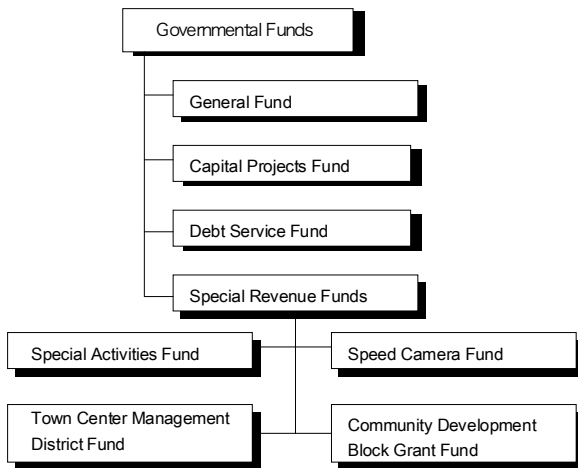 Governmental Funds
General Fund
Capital Projects Fund
Debt Service Fund
Special Revenue Funds
Special Activities Fund
Speed Camera Fund
Town Center Management
District Fund
Community Development
Block Grant Fund